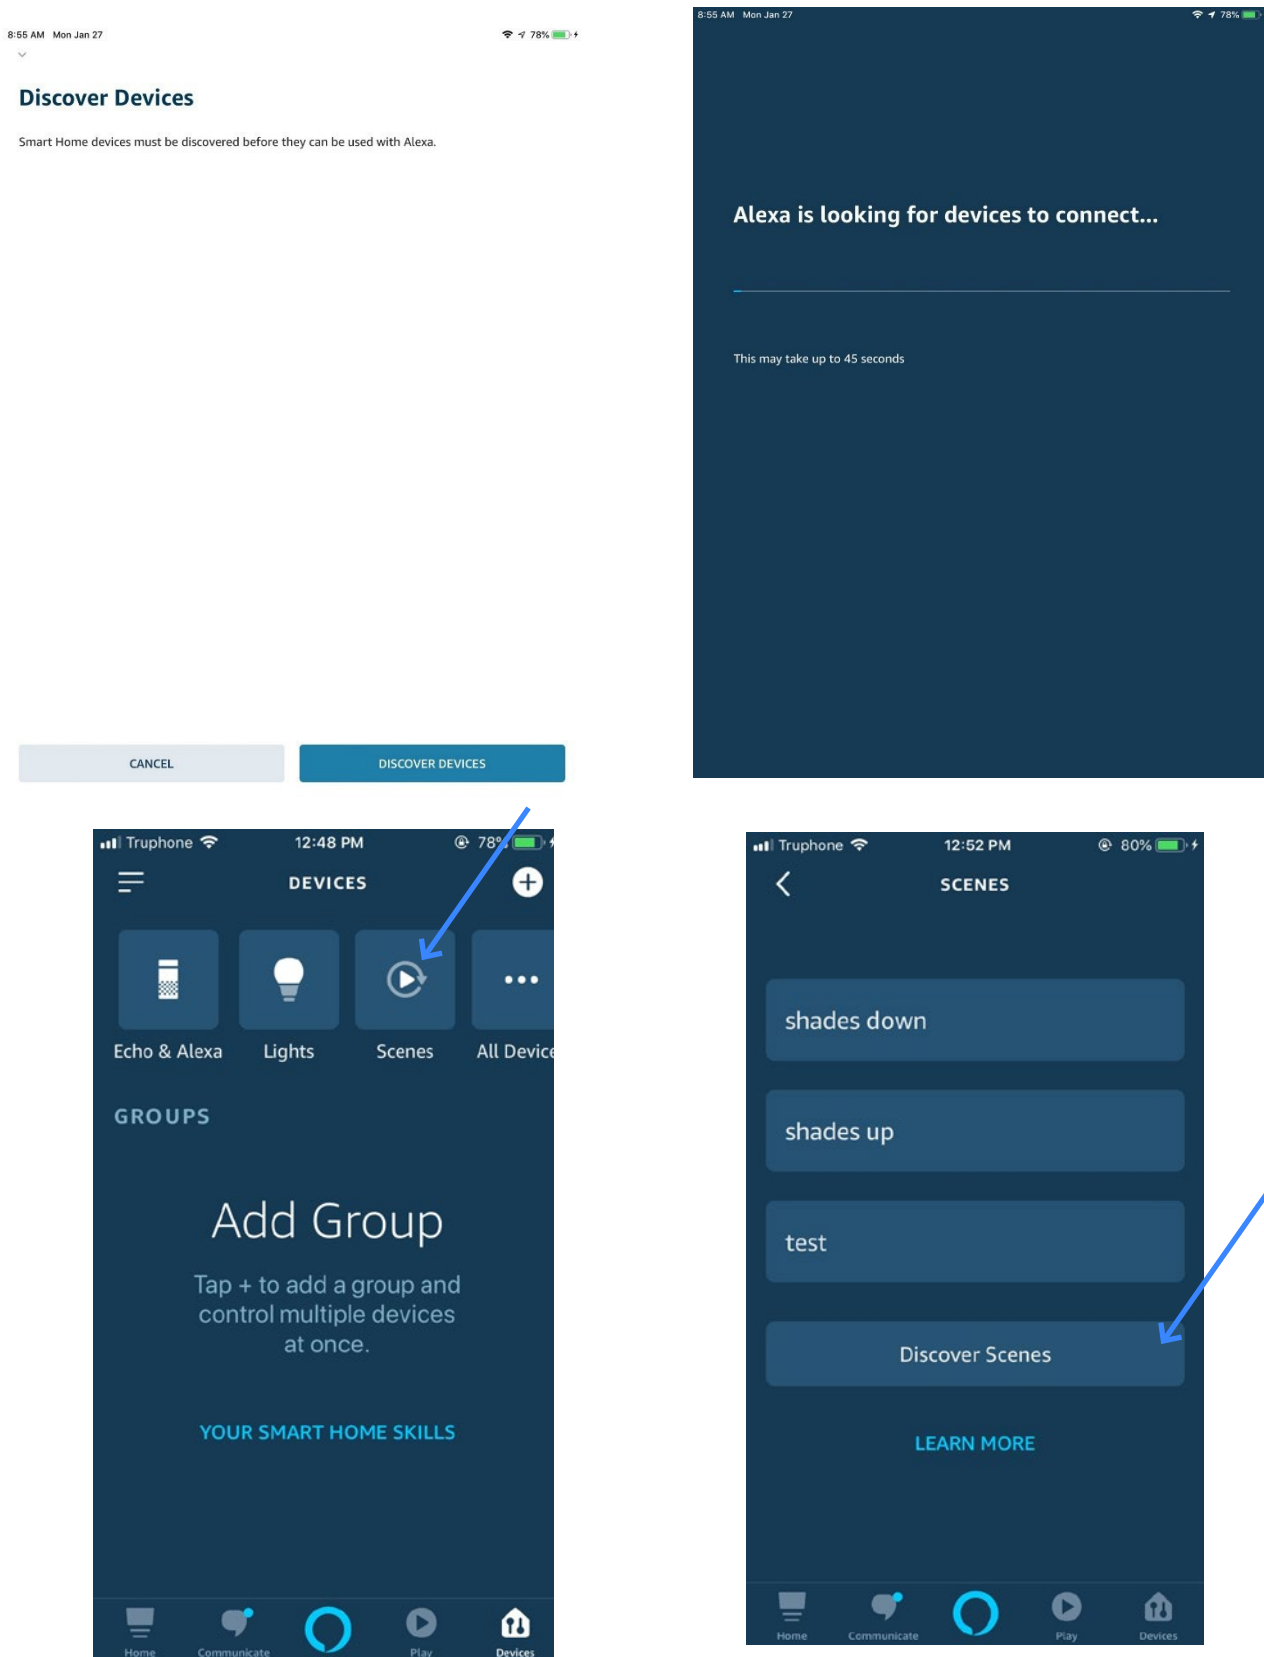 8:55 AM Mon Jan 27
78%
Discover Devices
Smart Home devices must be discovered before they can be used with Alexa.
CANCEL
DISCOVER DEVICES
8:55 AM Mon Jan 27
78%
Alexa is looking for devices to connect...
This may take up to 45 seconds
Truphone
12:48 PM
78%
DEVICES
Echo & Alexa
Lights
Scenes
All Device
GROUPS
Add Group
Tap + to add a group and
control multiple devices
at once.
YOUR SMART HOME SKILLS
Home
Communicate
Play
Devices
Truphone
12:52 PM
80%
SCENES
shades down
shades up
test
Discover Scenes
LEARN MORE
Home
Communicate
Play
Devices